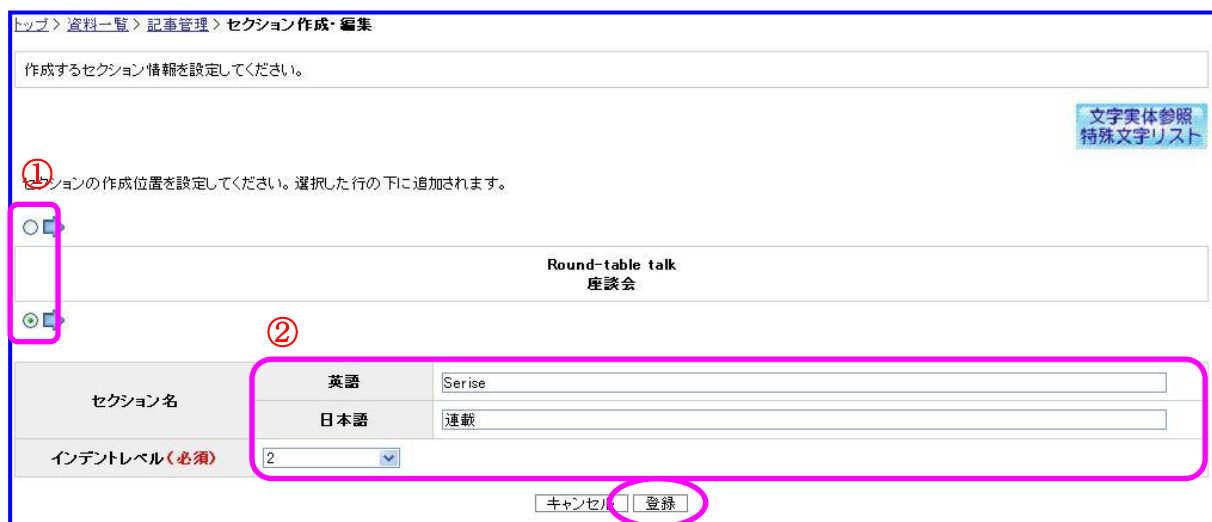 トップ > 資料一覧 > 記事管理 > セクション作成・編集
作成するセクション情報を設定してください。
文字実体参照
特殊文字リスト
①
セクションの作成位置を設定してください。選択した行の下に追加されます。
Round-table talk
座談会
②
セクション名
英語
Serise
日本語
連載
インデントレベル(必須)
2
キャンセル 登録